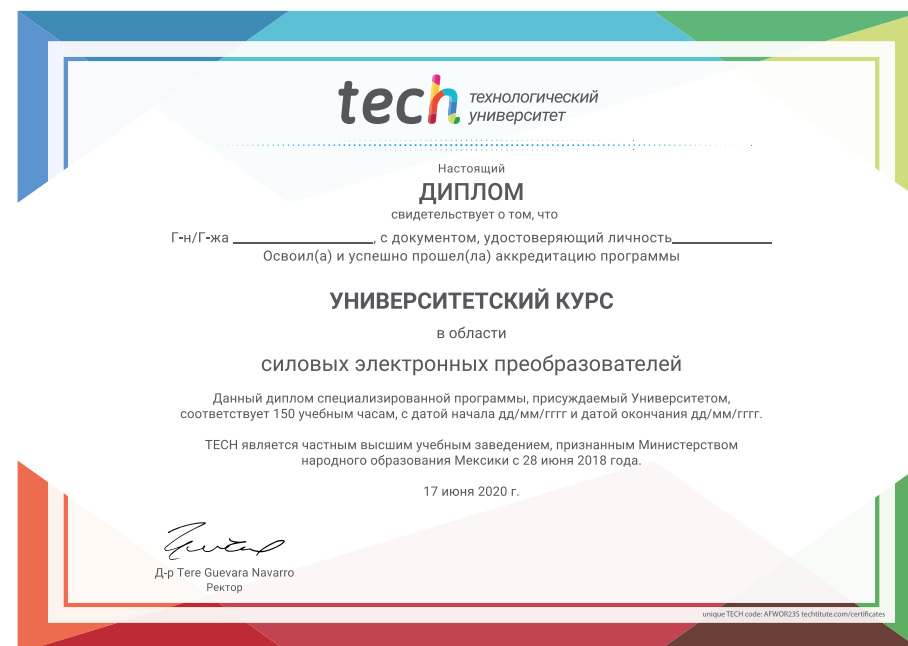 tech технологический
университет
Настоящий
ДИПЛОМ
свидетельствует о том, что
Г-н/Г-жа ____________, с документом, удостоверяющий личность____________
Освоил(а) и успешно прошел(ла) аккредитацию программы
УНИВЕРСИТЕТСКИЙ КУРС
в области
силовых электронных преобразователей
Данный диплом специализированной программы, присуждаемый Университетом,
соответствует 150 учебным часам, с датой начала дд/мм/гггг и датой окончания дд/мм/гггг.
TECH является частным высшим учебным заведением, признанным Министерством
народного образования Мексики с 28 июня 2018 года.
17 июня 2020 г.
Д-р Tere Guevara Navarro
Ректор
unique TECH code: AFWOR23S techtitute.com/certificates